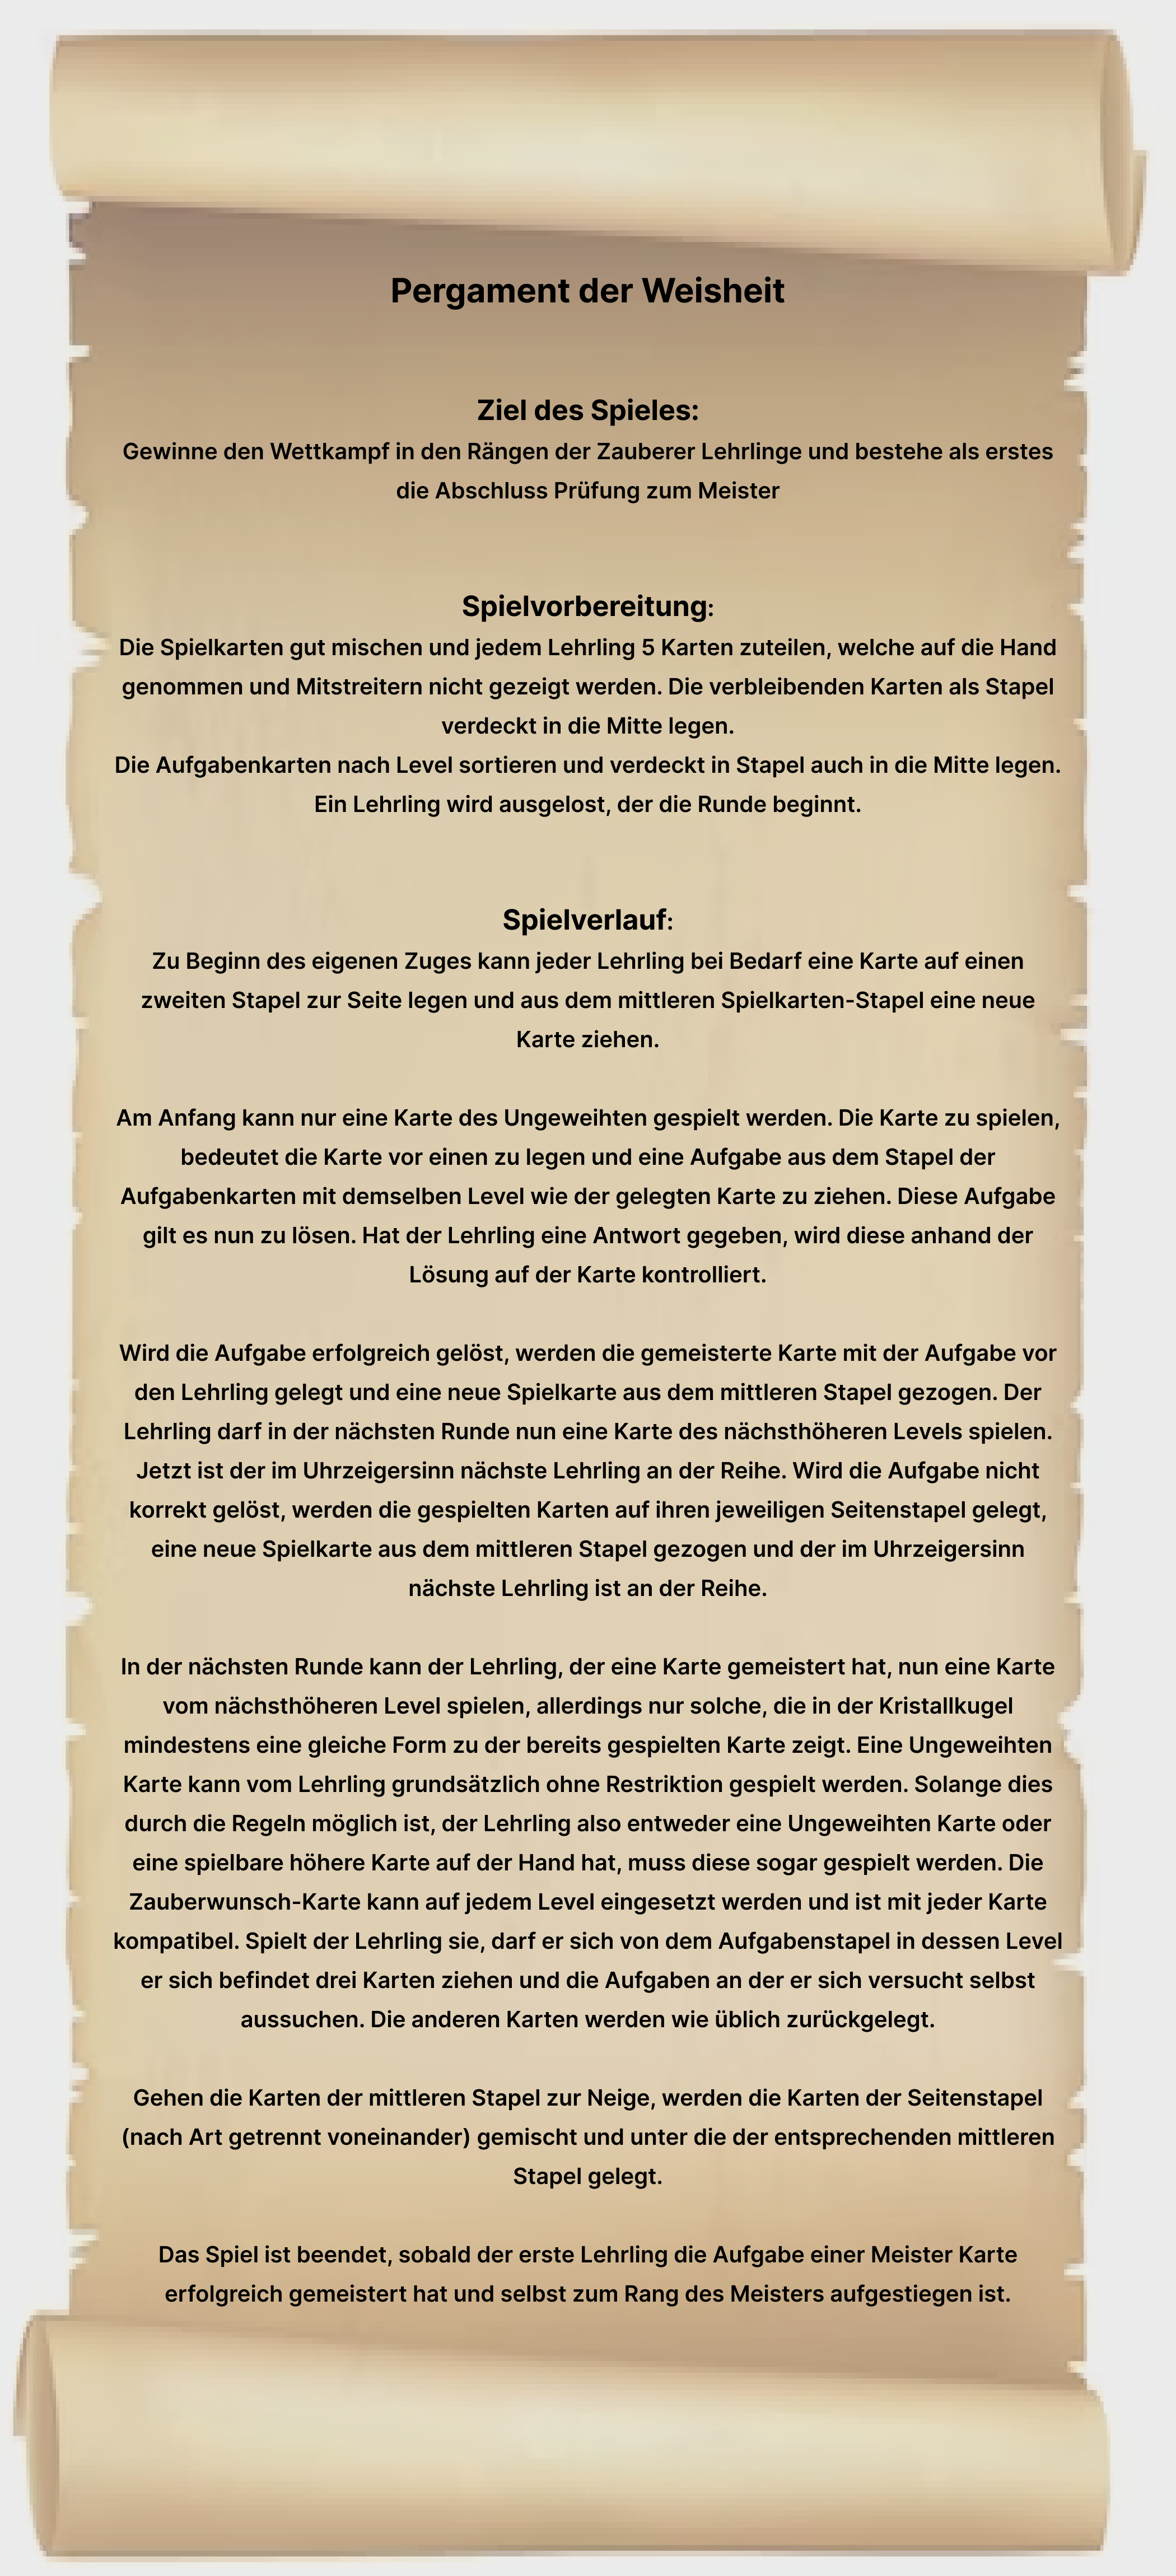 Pergament der Weisheit
Ziel des Spieles:
Gewinne den Wettkampf in den Rängen der Zauberer Lehrlinge und bestehe als erstes
die Abschluss Prüfung zum Meister
Spielvorbereitung:
Die Spielkarten gut mischen und jedem Lehrling 5 Karten zuteilen, welche auf die Hand
genommen und Mitstreitern nicht gezeigt werden. Die verbleibenden Karten als Stapel
verdeckt in die Mitte legen.
Die Aufgabenkarten nach Level sortieren und verdeckt in Stapel auch in die Mitte legen.
Ein Lehrling wird ausgelost, der die Runde beginnt.
Spielverlauf:
Zu Beginn des eigenen Zuges kann jeder Lehrling bei Bedarf eine Karte auf einen
zweiten Stapel zur Seite legen und aus dem mittleren Spielkarten-Stapel eine neue
Karte ziehen.
Am Anfang kann nur eine Karte des Ungeweihten gespielt werden. Die Karte zu spielen,
bedeutet die Karte vor einen zu legen und eine Aufgabe aus dem Stapel der
Aufgabenkarten mit demselben Level wie der gelegten Karte zu ziehen. Diese Aufgabe
gilt es nun zu lösen. Hat der Lehrling eine Antwort gegeben, wird diese anhand der
Lösung auf der Karte kontrolliert.
Wird die Aufgabe erfolgreich gelöst, werden die gemeisterte Karte mit der Aufgabe vor
den Lehrling gelegt und eine neue Spielkarte aus dem mittleren Stapel gezogen. Der
Lehrling darf in der nächsten Runde nun eine Karte des nächsthöheren Levels spielen.
Jetzt ist der im Uhrzeigersinn nächste Lehrling an der Reihe. Wird die Aufgabe nicht
korrekt gelöst, werden die gespielten Karten auf ihren jeweiligen Seitenstapel gelegt,
eine neue Spielkarte aus dem mittleren Stapel gezogen und der im Uhrzeigersinn
nächste Lehrling ist an der Reihe.
In der nächsten Runde kann der Lehrling, der eine Karte gemeistert hat, nun eine Karte
vom nächsthöheren Level spielen, allerdings nur solche, die in der Kristallkugel
mindestens eine gleiche Form zu der bereits gespielten Karte zeigt. Eine Ungeweihten
Karte kann vom Lehrling grundsätzlich ohne Restriktion gespielt werden. Solange dies
durch die Regeln möglich ist, der Lehrling also entweder eine Ungeweihten Karte oder
eine spielbare höhere Karte auf der Hand hat, muss diese sogar gespielt werden. Die
Zauberwunsch-Karte kann auf jedem Level eingesetzt werden und ist mit jeder Karte
kompatibel. Spielt der Lehrling sie, darf er sich von dem Aufgabenstapel in dessen Level
er sich befindet drei Karten ziehen und die Aufgaben an der er sich versucht selbst
aussuchen. Die anderen Karten werden wie üblich zurückgelegt.
Gehen die Karten der mittleren Stapel zur Neige, werden die Karten der Seitenstapel
(nach Art getrennt voneinander) gemischt und unter die der entsprechenden mittleren
Stapel gelegt.
Das Spiel ist beendet, sobald der erste Lehrling die Aufgabe einer Meister Karte
erfolgreich gemeistert hat und selbst zum Rang des Meisters aufgestiegen ist.